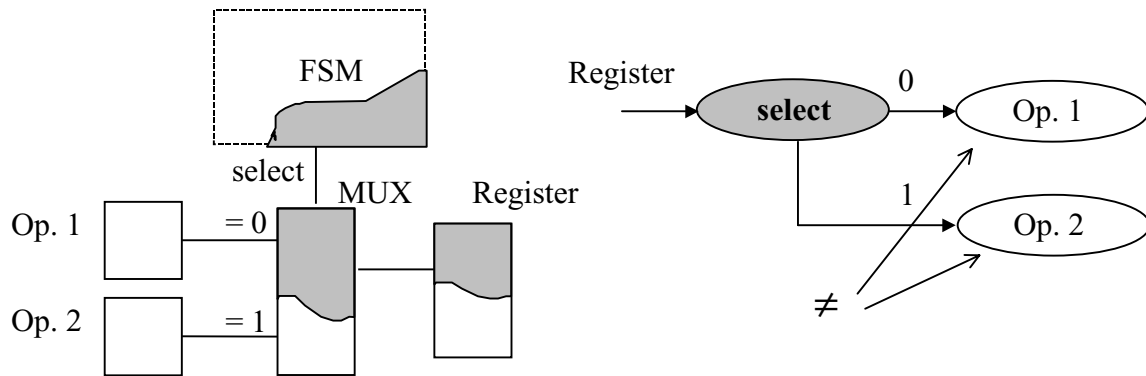 FSM
select
MUX
Register
Op. 1
= 0
Op. 2
= 1
Register
select
0
Op. 1
1
Op. 2
≠